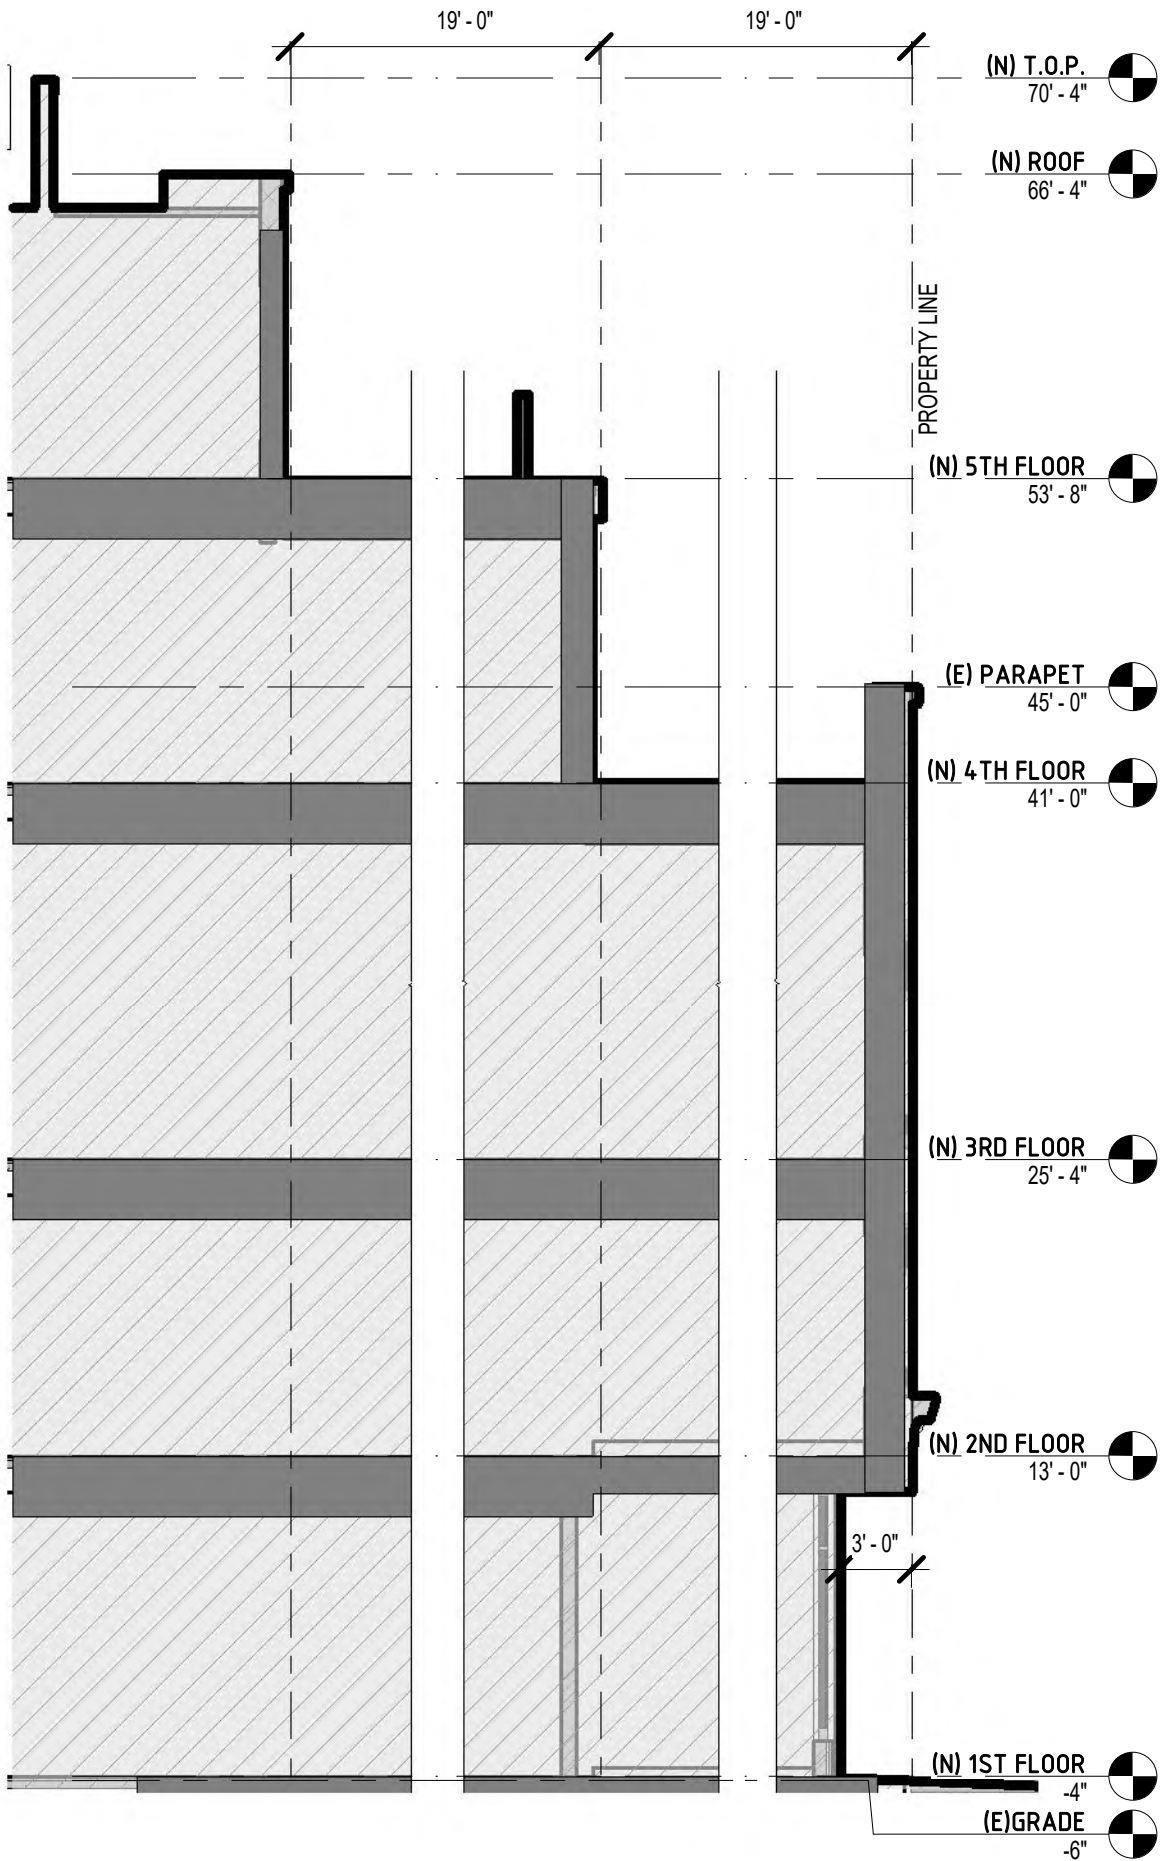 19' - 0"
19' - 0"
(N) T.O.P.
70' - 4"
(N) ROOF
66' - 4"
PROPERTY LINE
(N) 5TH FLOOR
53' - 8"
(E) PARAPET
45' - 0"
(N) 4TH FLOOR
41' - 0"
(N) 3RD FLOOR
25' - 4"
(N) 2ND FLOOR
13' - 0"
3' - 0"
(N) 1ST FLOOR
-4"
(E)GRADE
-6"